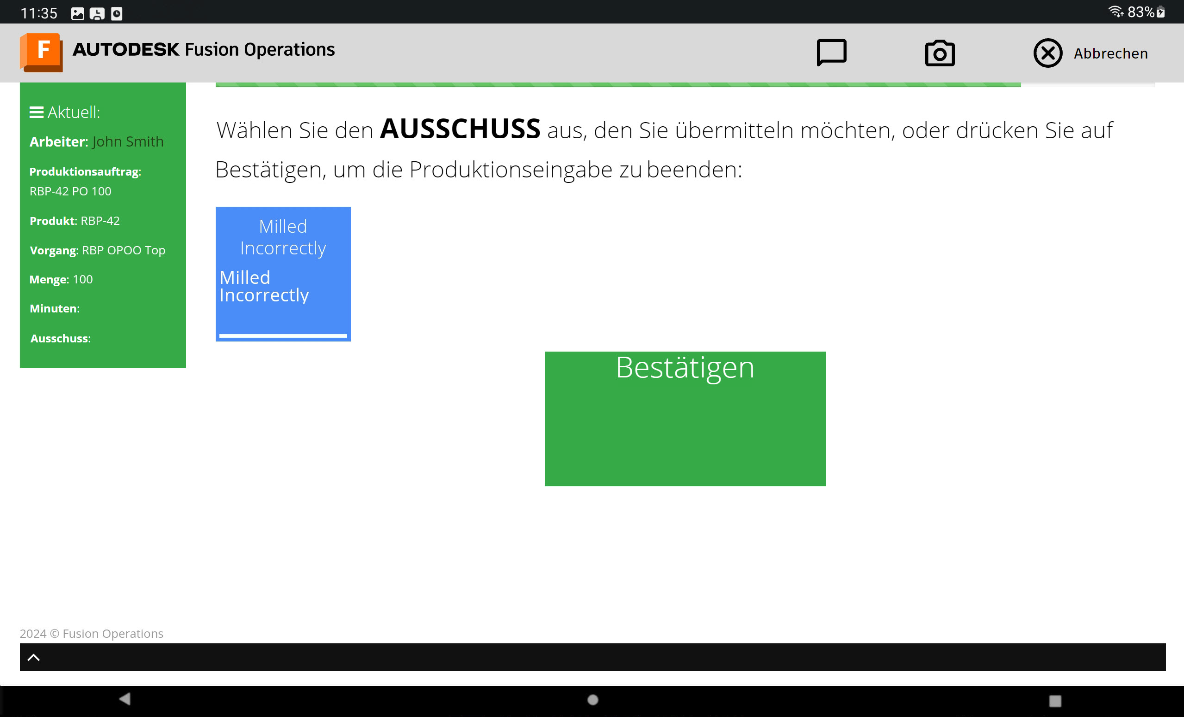 11:35
83%
F AUTODESK Fusion Operations
Abbrechen
Aktuell:
Arbeiter: John Smith
Produktionsauftrag:
RBP-42 PO 100
Produkt: RBP-42
Vorgang: RBP OPOO Top
Menge: 100
Minuten:
Ausschuss:
Wählen Sie den AUSSCHUSS aus, den Sie übermitteln möchten, oder drücken Sie auf
Bestätigen, um die Produktionseingabe zu beenden:
Milled
Incorrectly
Milled
Incorrectly
Bestätigen
2024 © Fusion Operations